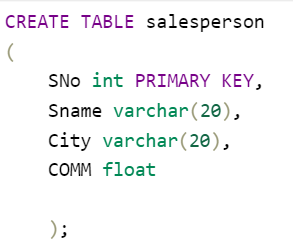 CREATE TABLE salesperson
(
    SNo int PRIMARY KEY,
    Sname varchar(20),
    City varchar(20),
    COMM float
    );